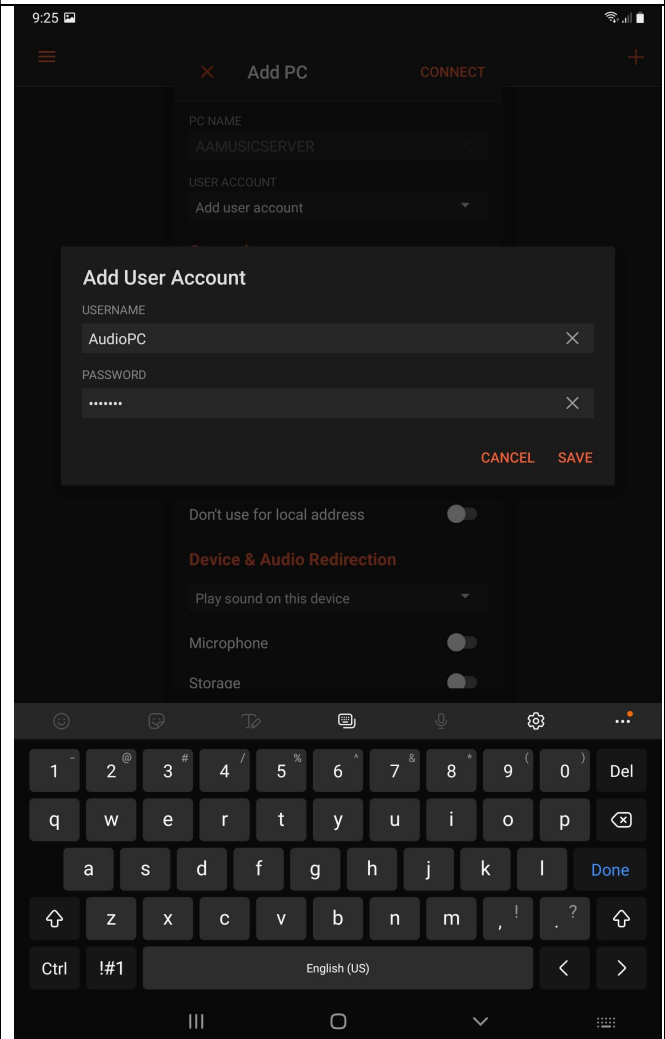 9:25
Add PC CONNECT
PC NAME
AAMUSICSERVER
USER ACCOUNT
Add user account
Add User Account
USERNAME
AudioPC
PASSWORD
•••••••
CANCEL SAVE
Don't use for local address
Device & Audio Redirection
Play sound on this device
Microphone
Storage
1 - 2 @ 3 # 4 / 5 % 6 ^ 7 & 8 * 9 ( 0 ) Del
q w e r t y u i o p
a s d f g h j k l Done
z x c v b n m , ! . ?
Ctrl !#1 English (US) < >